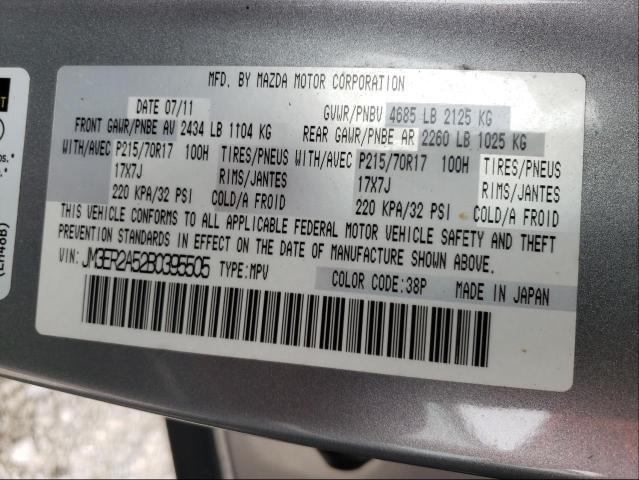 MFD. BY MAZDA MOTOR CORPORATION
DATE 07/11 GVWR/PNBV 4685 LB 2125 KG
FRONT GAWR/PNBE AV 2434 LB 1104 KG REAR GAWR/PNBE AR 2260 LB 1025 KG
WITH/AVEC P215/70R17 100H TIRES/PNEUS WITH/AVEC P215/70R17 100H TIRES/PNEUS
17X7J RIMS/JANTES 17X7J RIMS/JANTES
220 KPA/32 PSI COLD/A FROID 220 KPA/32 PSI COLD/A FROID
THIS VEHICLE CONFORMS TO ALL APPLICABLE FEDERAL MOTOR VEHICLE SAFETY AND THEFT
PREVENTION STANDARDS IN EFFECT ON THE DATE OF MANUFACTURE SHOWN ABOVE.
VIN: JM3ER2A52B0395505 TYPE:MPV COLOR CODE:38P MADE IN JAPAN
(EH48B)